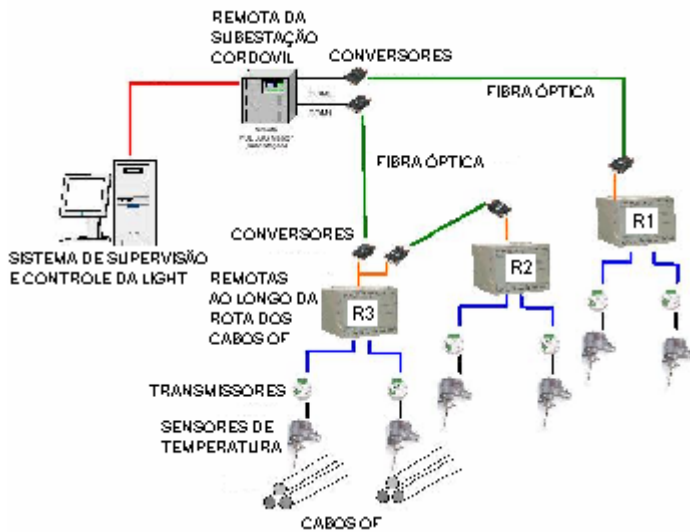 REMOTA DA
SUBESTAÇÃO
CORDOVIL
CONVERSORES
FIBRA ÓPTICA
FIBRA ÓPTICA
SISTEMA DE SUPERVISÃO
E CONTROLE DA LIGHT
CONVERSORES
REMOTAS
AO LONGO DA
ROTA DOS
CABOS OF
R1
R2
R3
TRANSMISSORES
SENSORES DE
TEMPERATURA
CABOS OF